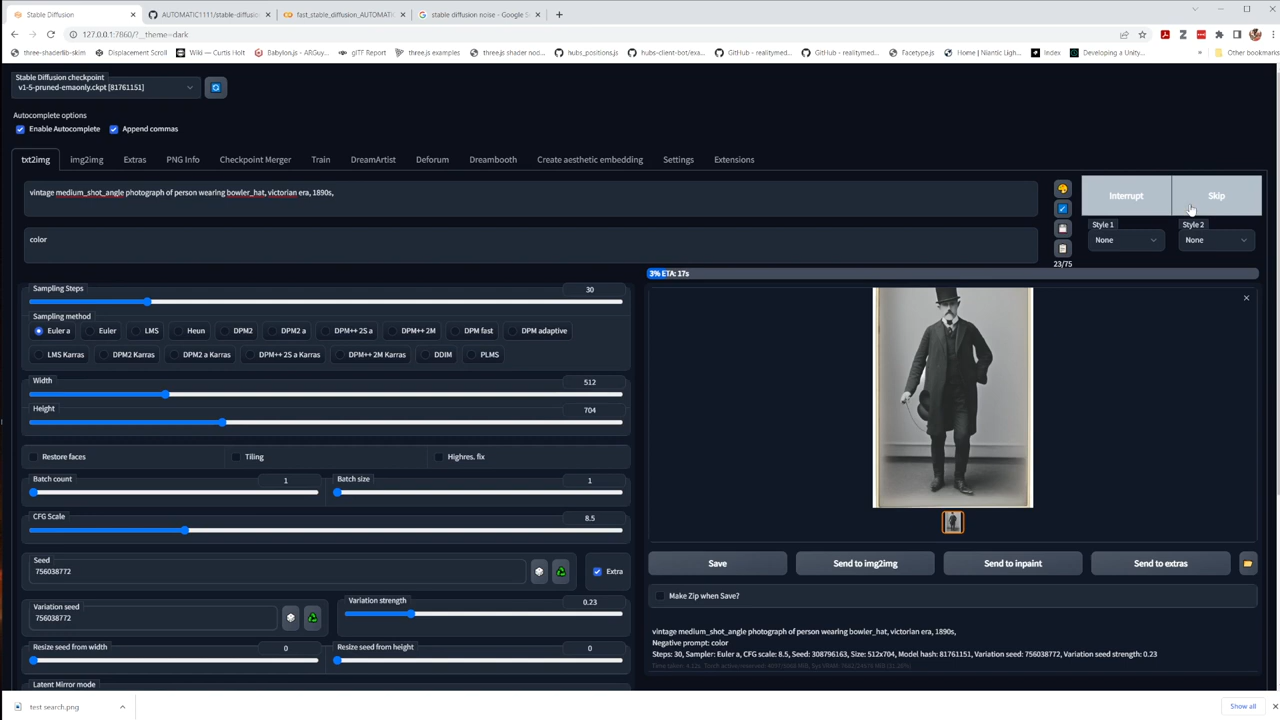 Stable Diffusion
AUTOMATIC1111/stable-diffusio
fast_stable_diffusion_AUTOMATIC
stable diffusion noise - Google S
127.0.0.1:7860/?__theme=dark
three-shaderlib-skim Displacement Scroll Wiki — Curtis Holt Babylon.js — ARGuy... glTF Report three.js examples three.js shader nod... hubs_positions.js hubs-client-bot/exa... GitHub - realitymed... GitHub - realitymed... Facetype.js Home | Niantic Ligh... Index Developing a Unity... Other bookmarks
Stable Diffusion checkpoint
v1-5-pruned-emaonly.ckpt [81761151]
Autocomplete options
Enable Autocomplete Append commas
txt2img img2img Extras PNG Info Checkpoint Merger Train DreamArtist Deforum Dreambooth Create aesthetic embedding Settings Extensions
vintage medium_shot_angle photograph of person wearing bowler_hat, victorian era, 1890s,
Interrupt Skip
Style 1 Style 2
None None
color
23/75
3% ETA: 17s
Sampling Steps 30
Sampling method
Euler a Euler LMS Heun DPM2 DPM2 a DPM++ 2S a DPM++ 2M DPM fast DPM adaptive
LMS Karras DPM2 Karras DPM2 a Karras DPM++ 2S a Karras DPM++ 2M Karras DDIM PLMS
Width 512
Height 704
Restore faces Tiling Highres. fix
Batch count 1 Batch size 1
CFG Scale 8.5
Seed
756038772
Extra
Variation seed
756038772
Variation strength 0.23
Resize seed from width 0 Resize seed from height 0
Latent Mirror mode
Save Send to img2img Send to inpaint Send to extras
Make Zip when Save?
vintage medium_shot_angle photograph of person wearing bowler_hat, victorian era, 1890s,
Negative prompt: color
Steps: 30, Sampler: Euler a, CFG scale: 8.5, Seed: 308796163, Size: 512x704, Model hash: 81761151, Variation seed: 756038772, Variation seed strength: 0.23
test search.png
Show all